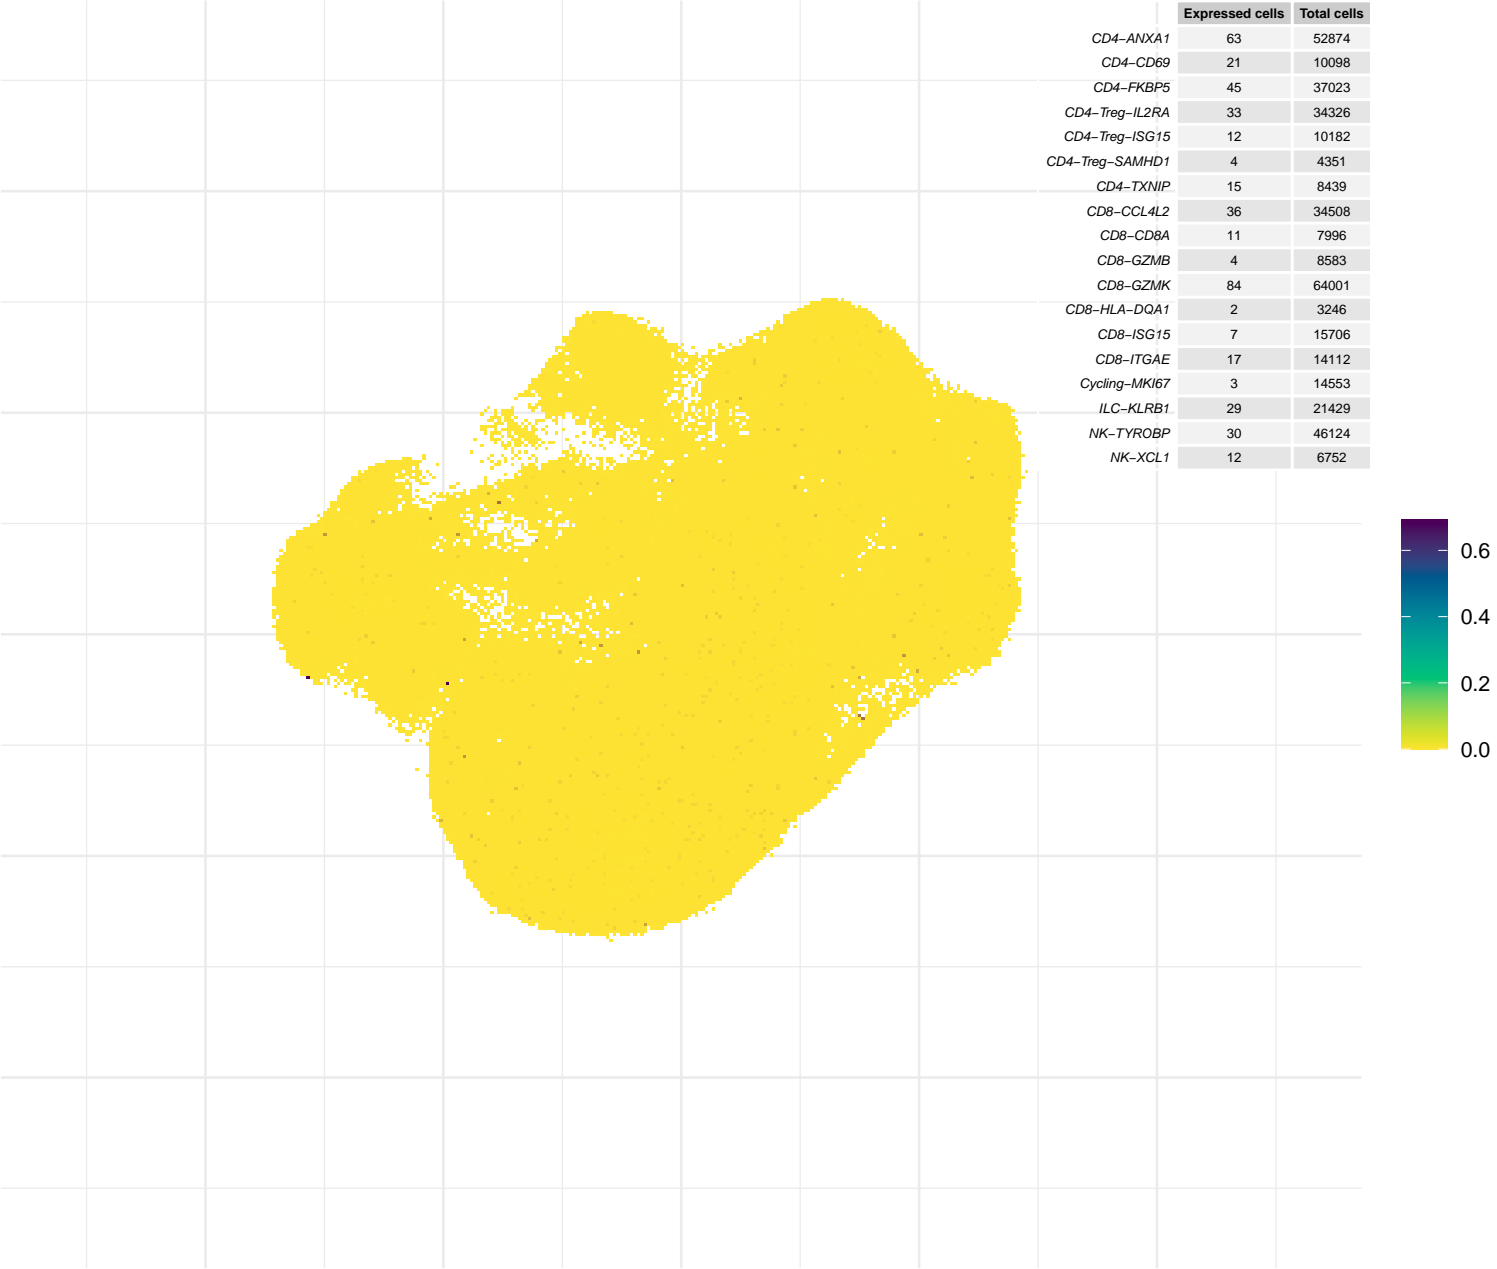 Expressed cells Total cells
CD4−ANXA1 63 52874
CD4−CD69 21 10098
CD4−FKBP5 45 37023
CD4−Treg−IL2RA 33 34326
CD4−Treg−ISG15 12 10182
CD4−Treg−SAMHD1 4 4351
CD4−TXNIP 15 8439
CD8−CCL4L2 36 34508
CD8−CD8A 11 7996
CD8−GZMB 4 8583
CD8−GZMK 84 64001
CD8−HLA−DQA1 2 3246
CD8−ISG15 7 15706
CD8−ITGAE 17 14112
Cycling−MKI67 3 14553
ILC−KLRB1 29 21429
NK−TYROBP 30 46124
NK−XCL1 12 6752
0.6
0.4
0.2
0.0